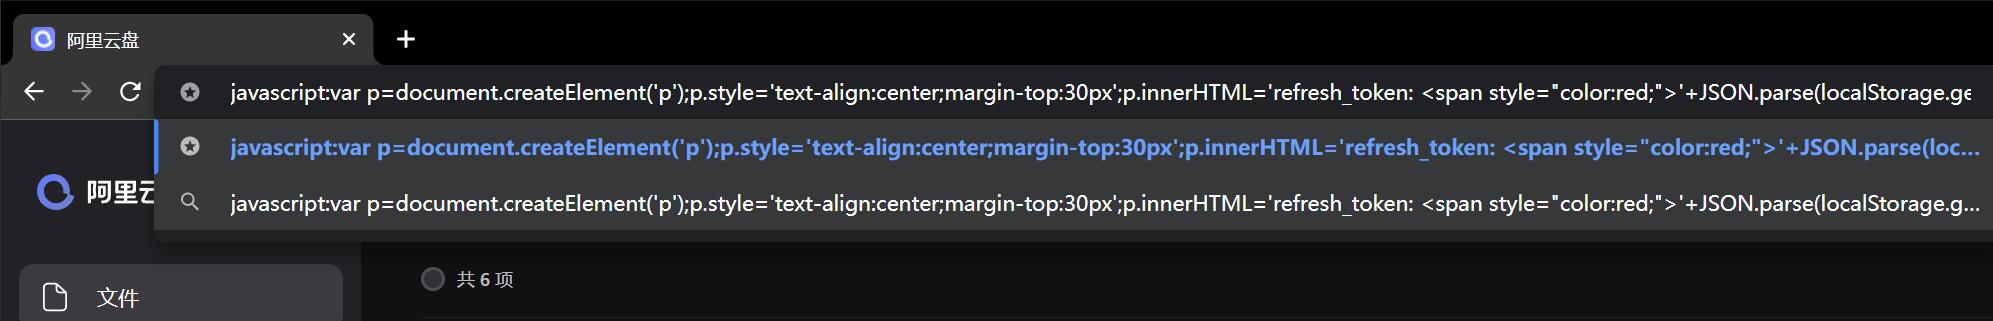 阿里云盘
javascript:var p=document.createElement('p');p.style='text-align:center;margin-top:30px';p.innerHTML='refresh_token: <span style="color:red;">'+JSON.parse(localStorage.ge
javascript:var p=document.createElement('p');p.style='text-align:center;margin-top:30px';p.innerHTML='refresh_token: <span style="color:red;">'+JSON.parse(loc...
阿里云
javascript:var p=document.createElement('p');p.style='text-align:center;margin-top:30px';p.innerHTML='refresh_token: <span style="color:red;">'+JSON.parse(localStorage.g...
共 6 项
文件